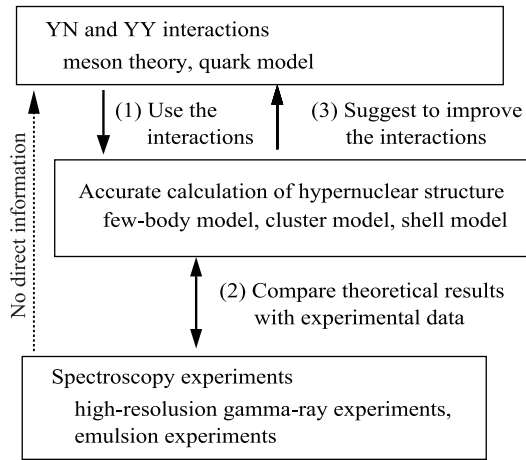 YN and YY interactions
meson theory, quark model
(1) Use the
interactions
(3) Suggest to improve
the interactions
No direct information
Accurate calculation of hypernuclear structure
few-body model, cluster model, shell model
(2) Compare theoretical results
with experimental data
Spectroscopy experiments
high-resolusion gamma-ray experiments,
emulsion experiments